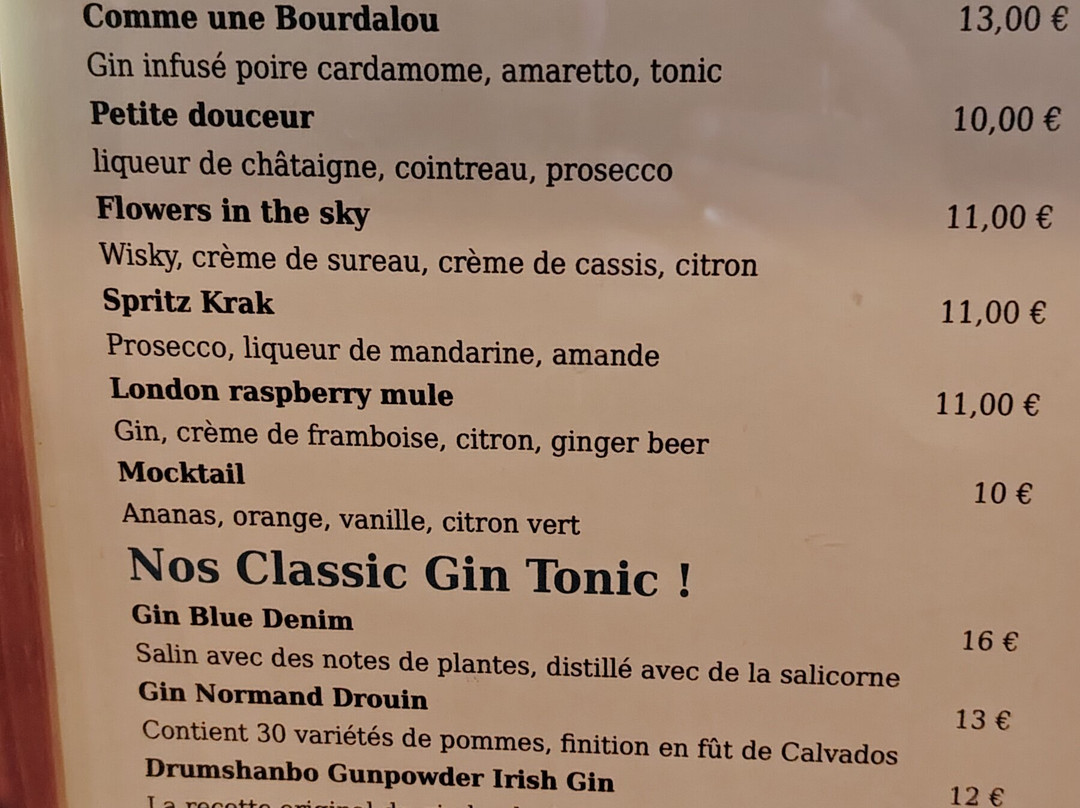 Comme une Bourdalou 13,00 €
Gin infusé poire cardamome, amaretto, tonic
Petite douceur 10,00 €
liqueur de châtaigne, cointreau, prosecco
Flowers in the sky 11,00 €
Wisky, crème de sureau, crème de cassis, citron
Spritz Krak 11,00 €
Prosecco, liqueur de mandarine, amande
London raspberry mule 11,00 €
Gin, crème de framboise, citron, ginger beer
Mocktail 10 €
Ananas, orange, vanille, citron vert
Nos Classic Gin Tonic !
Gin Blue Denim 16 €
Salin avec des notes de plantes, distillé avec de la salicorne
Gin Normand Drouin 13 €
Contient 30 variétés de pommes, finition en fût de Calvados
Drumshanbo Gunpowder Irish Gin 12 €
La recette